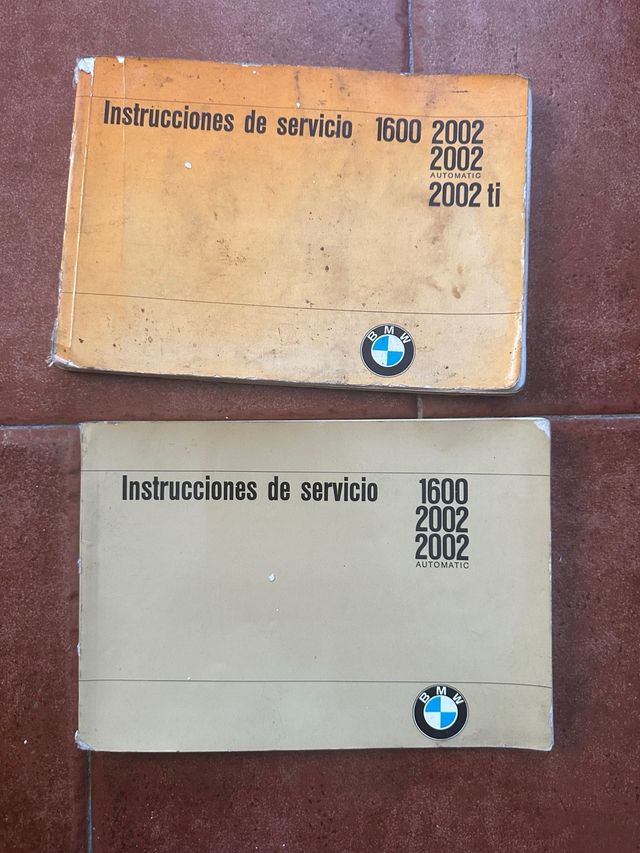 Instrucciones de servicio 1600 2002
2002
AUTOMATIC
2002 ti
BMW
Instrucciones de servicio 1600
2002
2002
AUTOMATIC
BMW